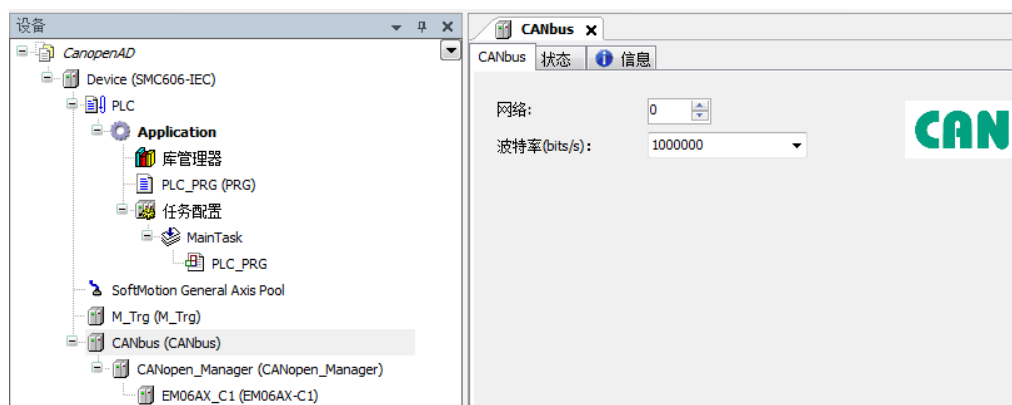 设备
CanopenAD
Device (SMC606-IEC)
PLC
Application
库管理器
PLC_PRG (PRG)
任务配置
MainTask
PLC_PRG
SoftMotion General Axis Pool
M_Trg (M_Trg)
CANbus (CANbus)
CANopen_Manager (CANopen_Manager)
EM06AX_C1 (EM06AX-C1)
CANbus
CANbus 状态 信息
网络: 0
波特率(bits/s): 1000000
CAN